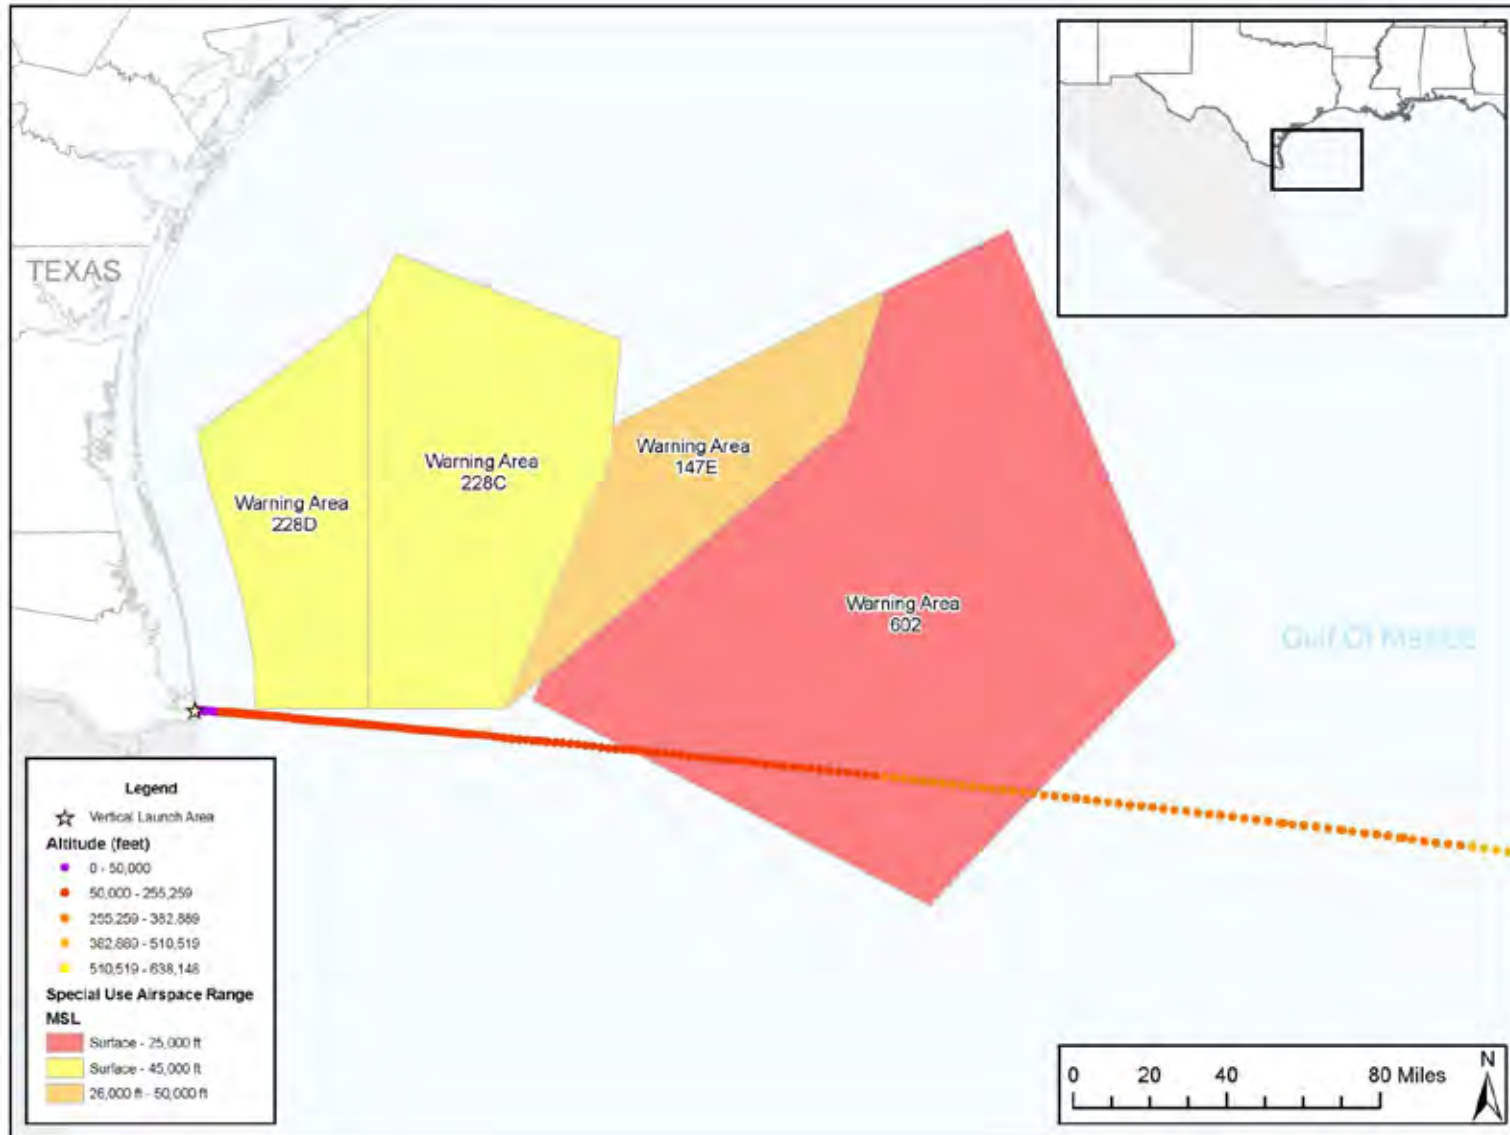 TEXAS
Warning Area
228D
Warning Area
228C
Warning Area
147E
Warning Area
602
Gulf Of Mexico
Legend
Vertical Launch Area
Altitude (feet)
0 - 50,000
50,000 - 255,259
255,259 - 382,889
382,889 - 510,519
510,519 - 638,148
Special Use Airspace Range
MSL
Surface - 25,000 ft
Surface - 45,000 ft
26,000 ft - 50,000 ft
N
0 20 40 80 Miles